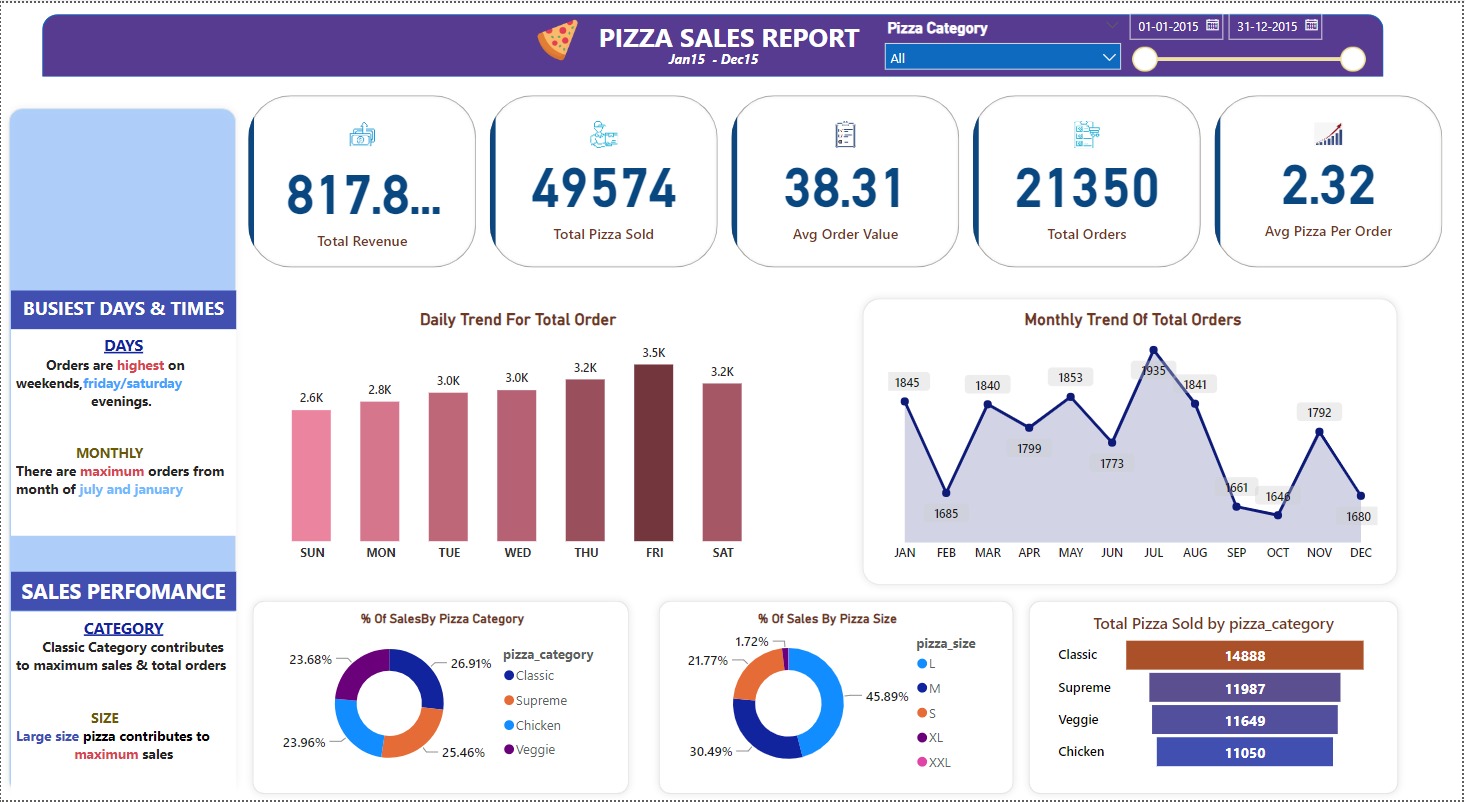 PIZZA SALES REPORT
Jan15 - Dec15
Pizza Category
All
01-01-2015
31-12-2015
817.8...
Total Revenue
49574
Total Pizza Sold
38.31
Avg Order Value
21350
Total Orders
2.32
Avg Pizza Per Order
BUSIEST DAYS & TIMES
DAYS
Orders are highest on
weekends,friday/saturday
evenings.
MONTHLY
There are maximum orders from
month of july and january
SALES PERFOMANCE
CATEGORY
Classic Category contributes
to maximum sales & total orders
SIZE
Large size pizza contributes to
maximum sales
Daily Trend For Total Order
2.6K
2.8K
3.0K
3.0K
3.2K
3.5K
3.2K
SUN MON TUE WED THU FRI SAT
Monthly Trend Of Total Orders
1845
1685
1840
1799
1853
1773
1935
1841
1661
1646
1792
1680
JAN FEB MAR APR MAY JUN JUL AUG SEP OCT NOV DEC
% Of SalesBy Pizza Category
23.68%
26.91%
23.96%
25.46%
pizza_category
Classic
Supreme
Chicken
Veggie
% Of Sales By Pizza Size
1.72%
21.77%
45.89%
30.49%
pizza_size
L
M
S
XL
XXL
Total Pizza Sold by pizza_category
Classic 14888
Supreme 11987
Veggie 11649
Chicken 11050